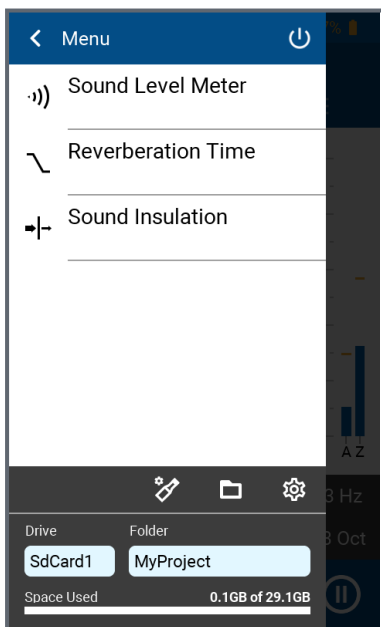 Menu
7%
Sound Level Meter
Reverberation Time
Sound Insulation
A Z
3 Hz
Drive
Folder
3 Oct
SdCard1
MyProject
Space Used
0.1GB of 29.1GB